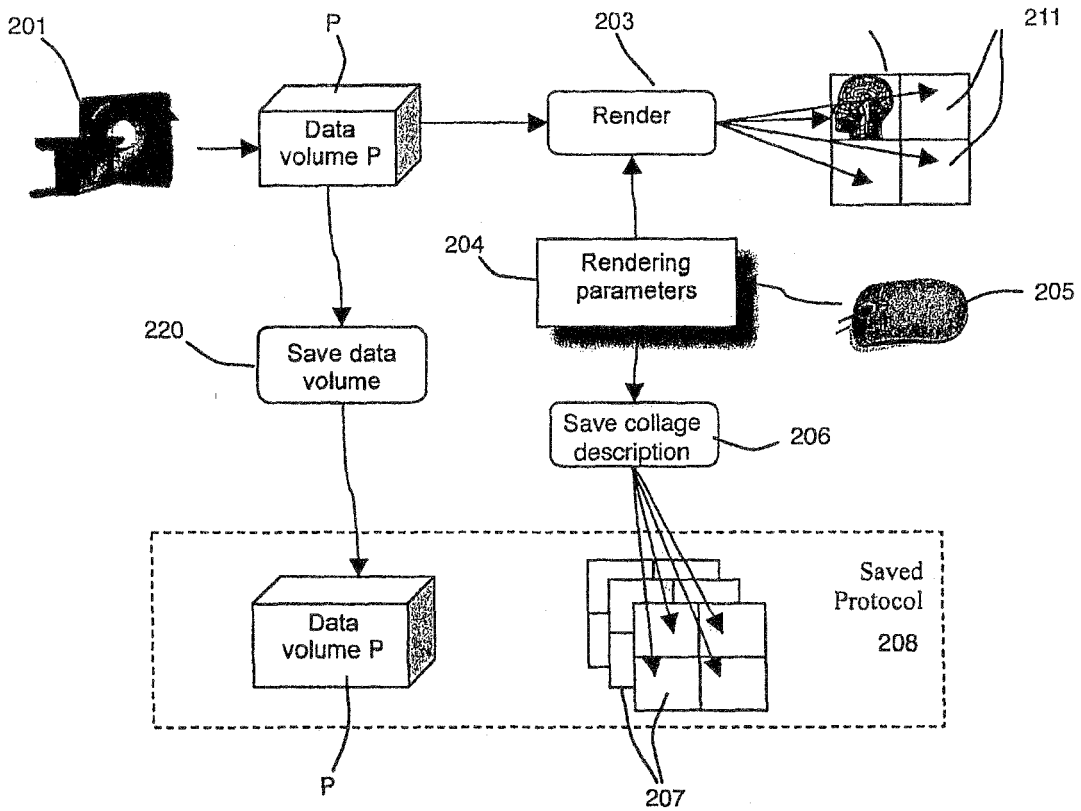 201
P
203
211
Data
volume P
Render
204
Rendering
parameters
205
220
Save data
volume
Save collage
description
206
Saved
Protocol
208
Data
volume P
P
207